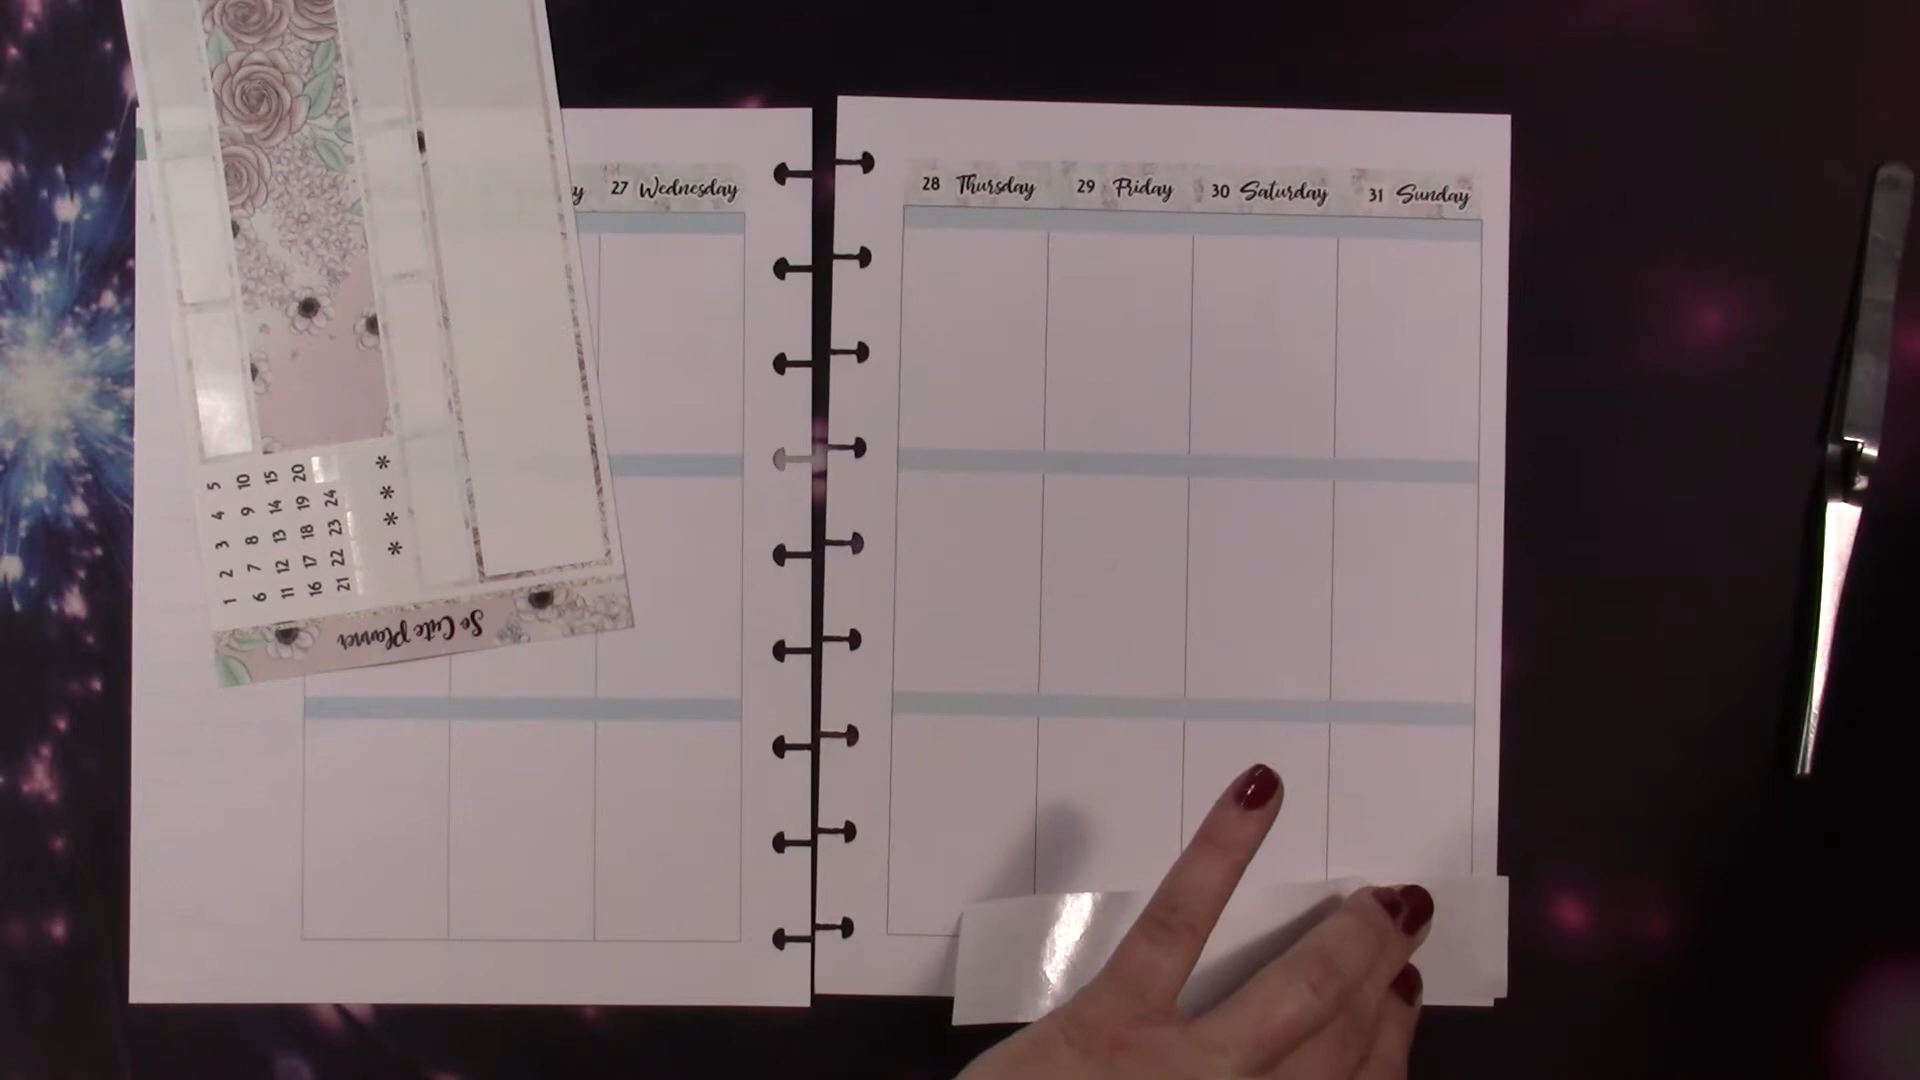 27 Wednesday
28 Thursday 29 Friday 30 Saturday 31 Sunday
1 2 3 4 5
6 7 8 9 10
11 12 13 14 15
16 17 18 19 20
21 22 23 24
* * * *
So Cute Planner